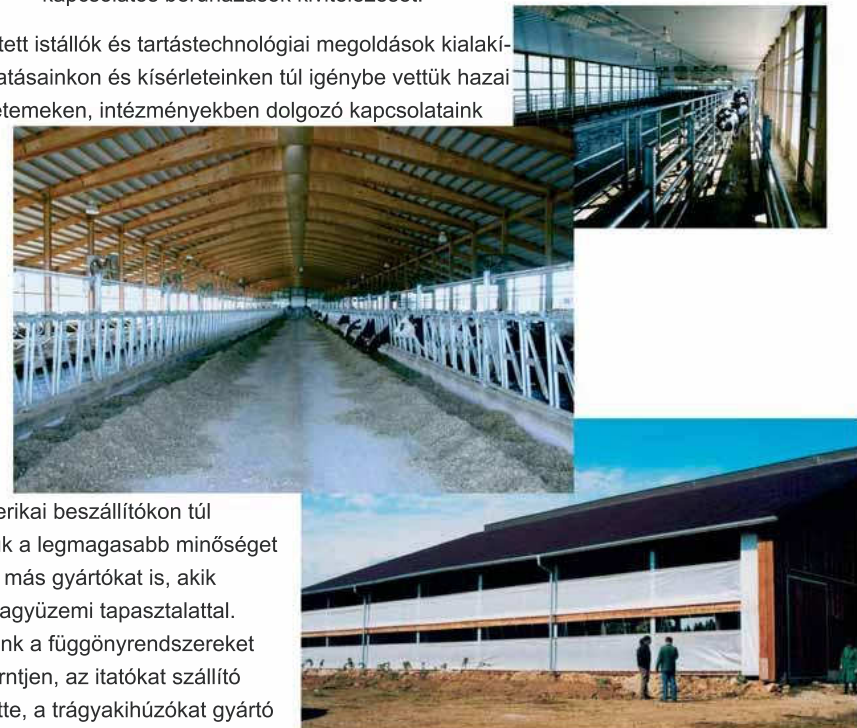 kapcsolatos beruházások kivitelezését.
tett istállók és tartástechnológiai megoldások kialakí-
atásainkon és kísérleteinken túl igénybe vettük hazai
etemeken, intézményekben dolgozó kapcsolataink
erikai beszállítókon túl
k a legmagasabb minőséget
más gyártókat is, akik
agyüzemi tapasztalattal.
nk a függönyrendszereket
rntjen, az itatókat szállító
tte, a trágyakihúzókat gyártó